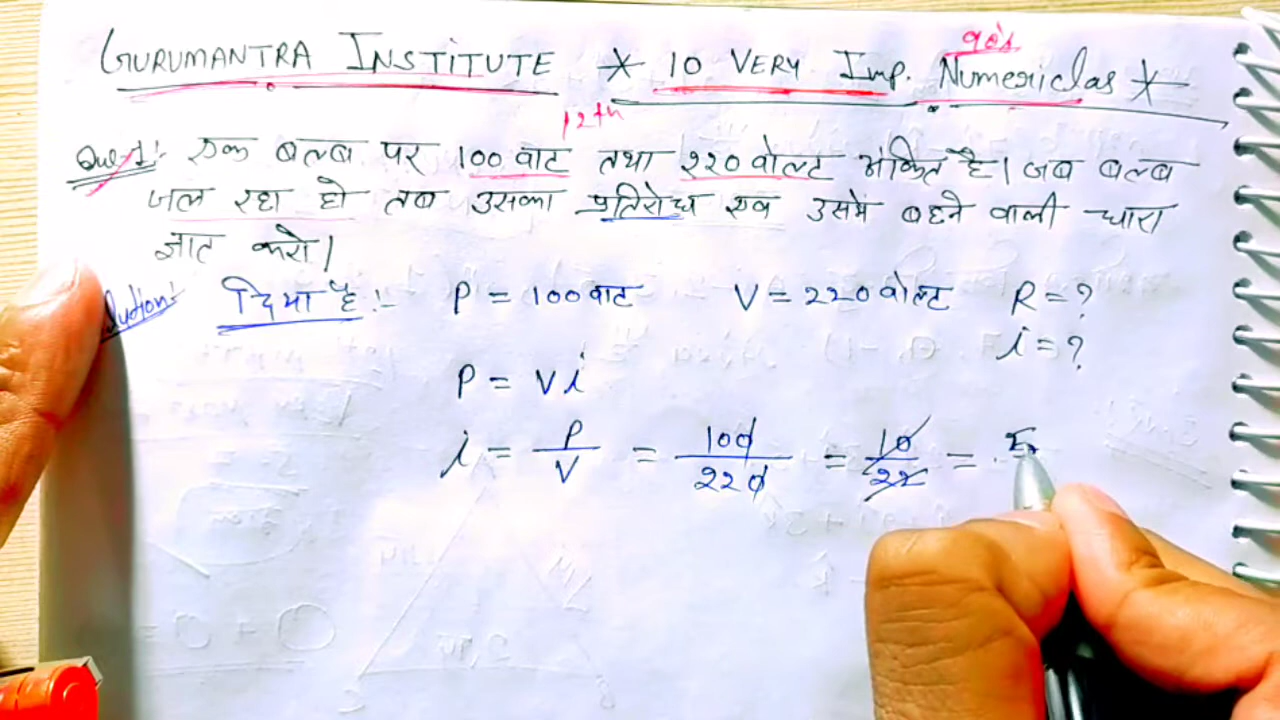 90's
GURUMANTRA INSTITUTE * 10 VERY Imp. Numericlas *
12th
Que-1:- एक बल्ब पर 100 वाट तथा 220 वोल्ट अंकित है। जब बल्ब
जल रहा हो तब उसका प्रतिरोध एव उसमे बहने वाली धारा
ज्ञात करो।
lution:- दिया है:- P = 100 वाट V = 220 वोल्ट R = ?
i = ?
P = Vi
i = P/V = 100/220 = 10/22 = 5